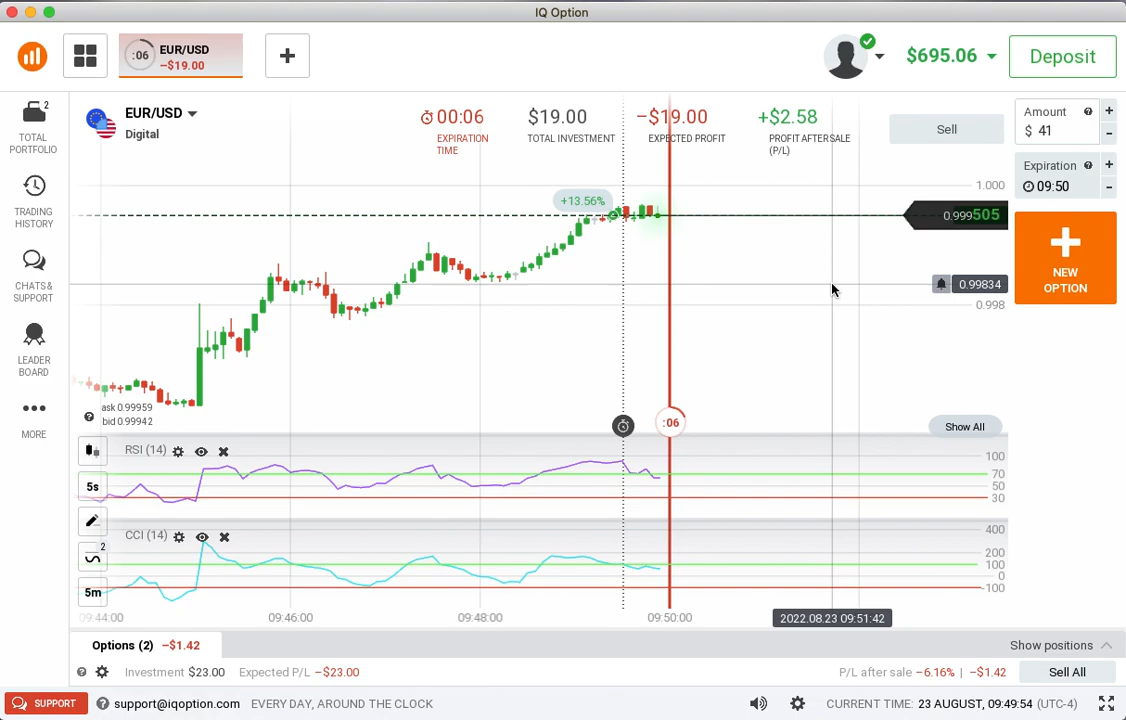 IQ Option
:06
EUR/USD
−$19.00
$695.06
Deposit
2
TOTAL
PORTFOLIO
TRADING
HISTORY
CHATS &
SUPPORT
LEADER
BOARD
MORE
EUR/USD
Digital
00:06
EXPIRATION
TIME
$19.00
TOTAL INVESTMENT
−$19.00
EXPECTED PROFIT
+$2.58
PROFIT AFTER SALE
(P/L)
Sell
Amount
$ 41
+
-
Expiration
09:50
+
-
NEW
OPTION
1.000
+13.56%
0.999505
0.99834
0.998
ask 0.99959
bid 0.99942
:06
Show All
RSI (14)
100
70
50
30
5s
CCI (14)
400
200
100
0
-100
2
5m
09:44:00
09:46:00
09:48:00
09:50:00
2022.08.23 09:51:42
Options (2) −$1.42
Show positions
Investment $23.00
Expected P/L −$23.00
P/L after sale −6.16% | −$1.42
Sell All
SUPPORT
support@iqoption.com
EVERY DAY, AROUND THE CLOCK
CURRENT TIME: 23 AUGUST, 09:49:54 (UTC-4)